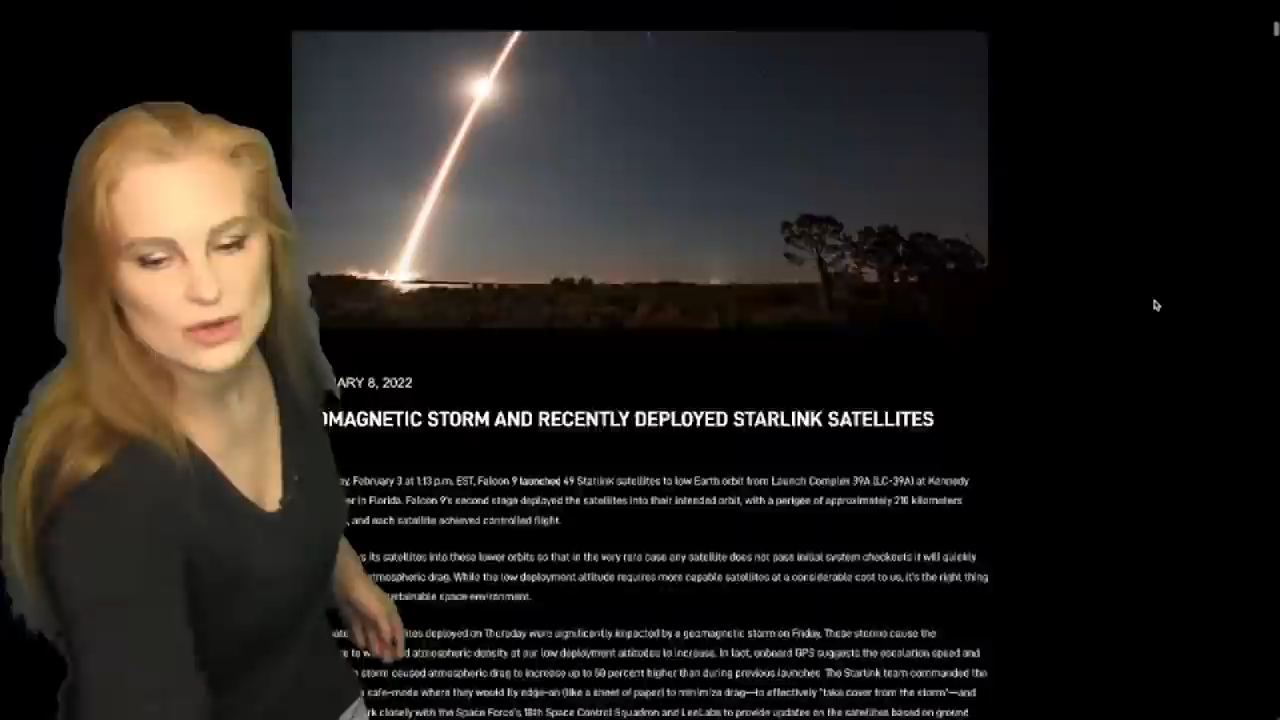 ARY 8, 2022
OMAGNETIC STORM AND RECENTLY DEPLOYED STARLINK SATELLITES
y, February 3 at 1:13 p.m. EST, Falcon 9 launched 49 Starlink satellites to low Earth orbit from Launch Complex 39A (LC-39A) at Kennedy
er in Florida. Falcon 9's second stage deployed the satellites into their intended orbit, with a perigee of approximately 210 kilometers
, and each satellite achieved controlled flight.
s its satellites into these lower orbits so that in the very rare case any satellite does not pass initial system checkouts it will quickly
atmospheric drag. While the low deployment altitude requires more capable satellites at a considerable cost to us, it's the right thing
ustainable space environment.
ites deployed on Thursday were significantly impacted by a geomagnetic storm on Friday. These storms cause the
re to w d atmospheric density at our low deployment altitudes to increase. In fact, onboard GPS suggests the escalation speed and
storm caused atmospheric drag to increase up to 50 percent higher than during previous launches. The Starlink team commanded the
safe-mode where they would fly edge-on (like a sheet of paper) to minimize drag—to effectively "take cover from the storm"—and
rk closely with the Space Force's 18th Space Control Squadron and LeoLabs to provide updates on the satellites based on ground